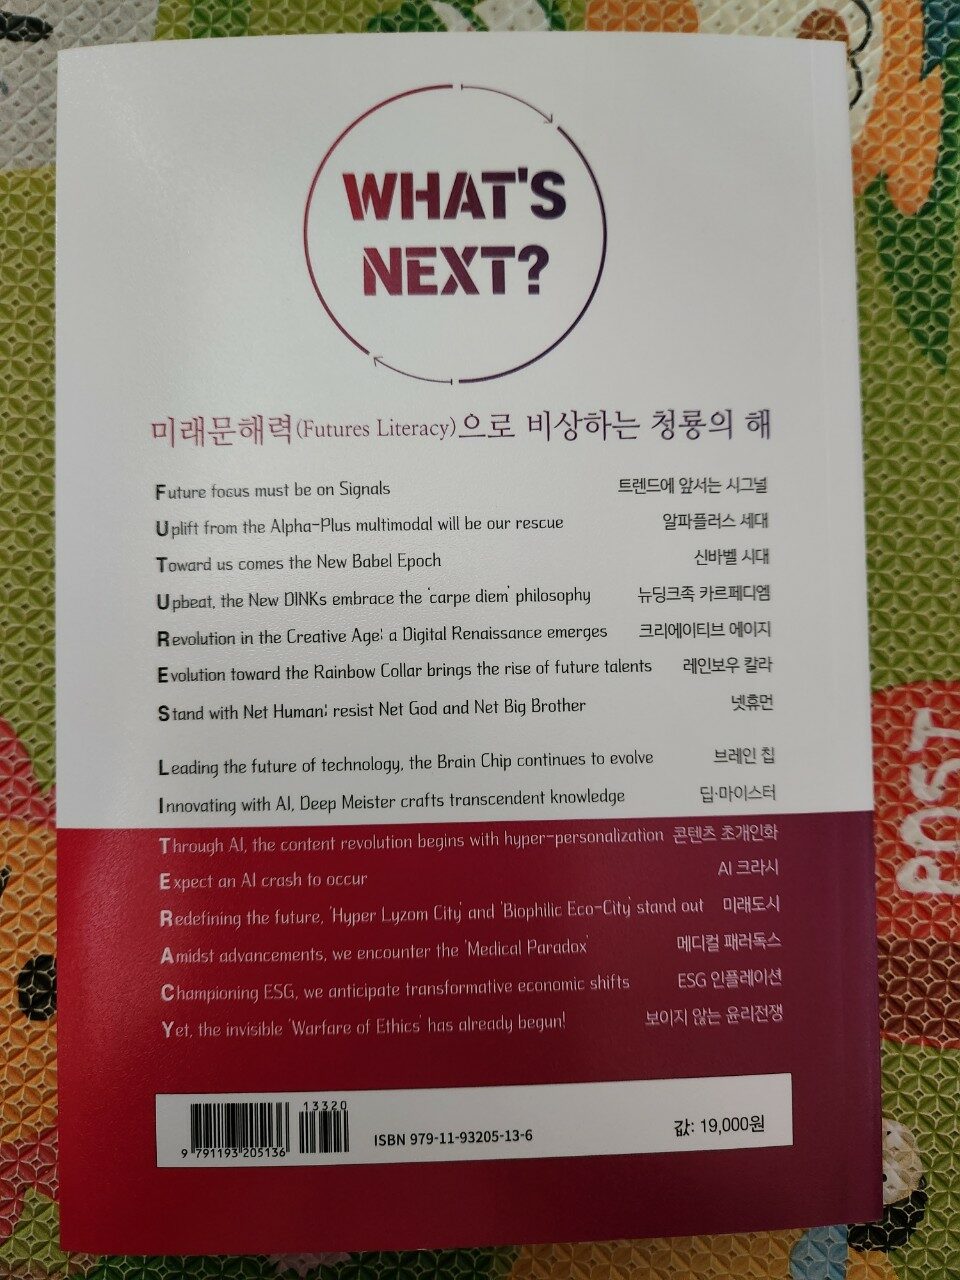 WHAT'S
NEXT?
미래문해력(Futures Literacy)으로 비상하는 청룡의 해
Future focus must be on Signals 트렌드에 앞서는 시그널
Uplift from the Alpha-Plus multimodal will be our rescue 알파플러스 세대
Toward us comes the New Babel Epoch 신바벨 시대
Upbeat, the New DINKs embrace the 'carpe diem' philosophy 뉴딩크족 카르페디엠
Revolution in the Creative Age: a Digital Renaissance emerges 크리에이티브 에이지
Evolution toward the Rainbow Collar brings the rise of future talents 레인보우 칼라
Stand with Net Human: resist Net God and Net Big Brother 넷휴먼
Leading the future of technology, the Brain Chip continues to evolve 브레인 칩
Innovating with AI, Deep Meister crafts transcendent knowledge 딥·마이스터
Through AI, the content revolution begins with hyper-personalization 콘텐츠 초개인화
Expect an AI crash to occur AI 크라시
Redefining the future, 'Hyper Lyzom City' and 'Biophilic Eco-City' stand out 미래도시
Amidst advancements, we encounter the 'Medical Paradox' 메디컬 패러독스
Championing ESG, we anticipate transformative economic shifts ESG 인플레이션
Yet, the invisible 'Warfare of Ethics' has already begun! 보이지 않는 윤리전쟁
13320
9 791193 205136
ISBN 979-11-93205-13-6
값: 19,000원
POST